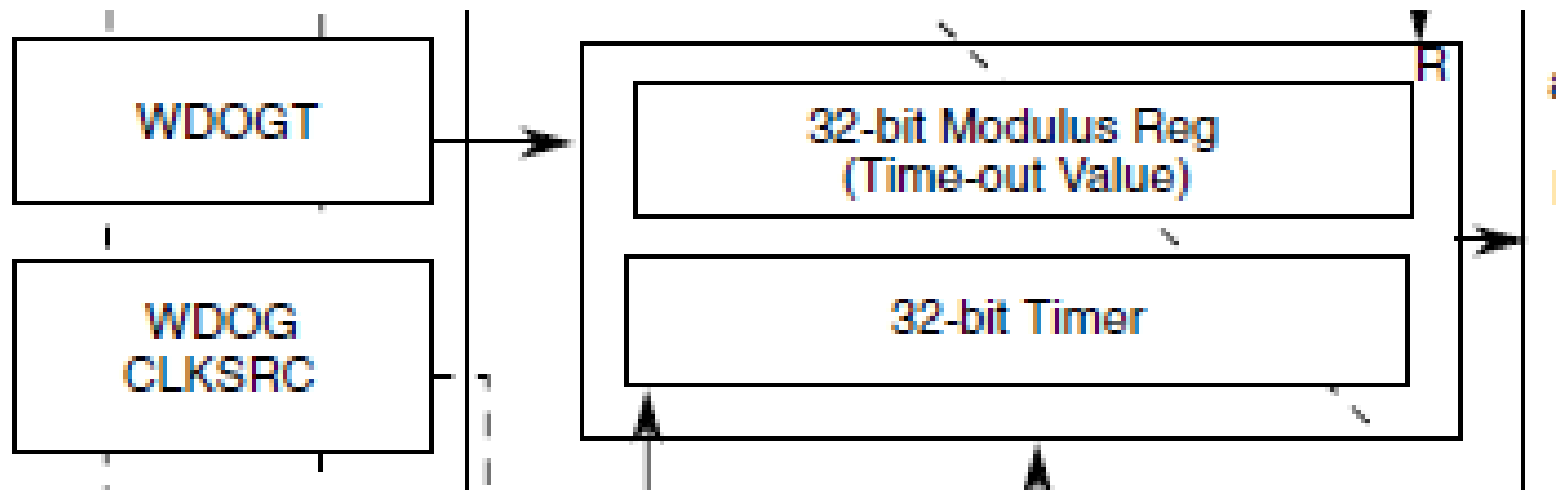 WDOGT
R
32-bit Modulus Reg
(Time-out Value)
WDOG
CLKSRC
32-bit Timer